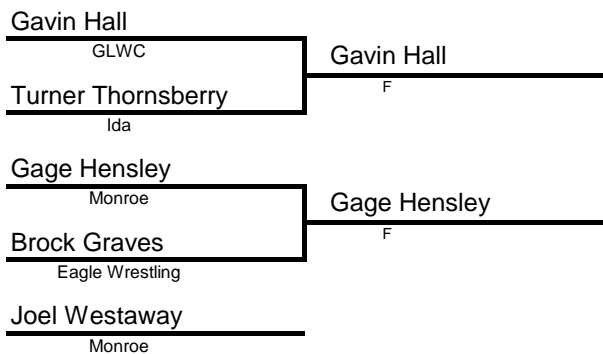 Gavin Hall
GLWC
Turner Thornsberry
Ida
Gage Hensley
Monroe
Brock Graves
Eagle Wrestling
Joel Westaway
Monroe
Gavin Hall
F
Gage Hensley
F